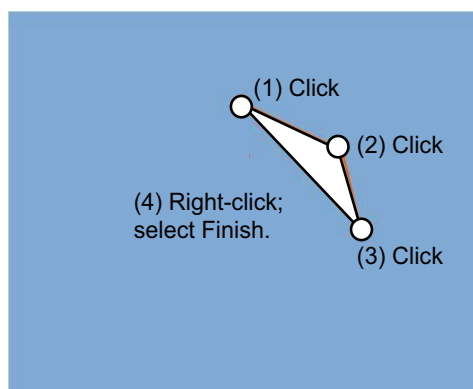 (1) Click
(2) Click
(4) Right-click;
select Finish.
(3) Click